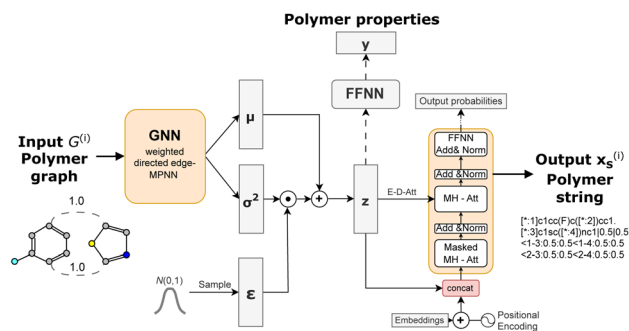 Polymer properties
y
FFNN
Output probabilities
FFNN
Add& Norm
Add & Norm
MH - Att
Add & Norm
Masked
MH - Att
concat
Embeddings
+
Positional
Encoding
E-D-Att
z
GNN
weighted
directed edge-
MPNN
μ
σ²
ε
+
N(0,1)
Sample
Input G⁽ⁱ⁾
Polymer
graph
1.0
1.0
Output xₛ⁽ⁱ⁾
Polymer
string
[*:1]c1cc(F)c([*:2])cc1.
[*:3]c1sc([*:4])nc1|0.5|0.5
<1-3:0.5:0.5<1-4:0.5:0.5
<2-3:0.5:0.5<2-4:0.5:0.5